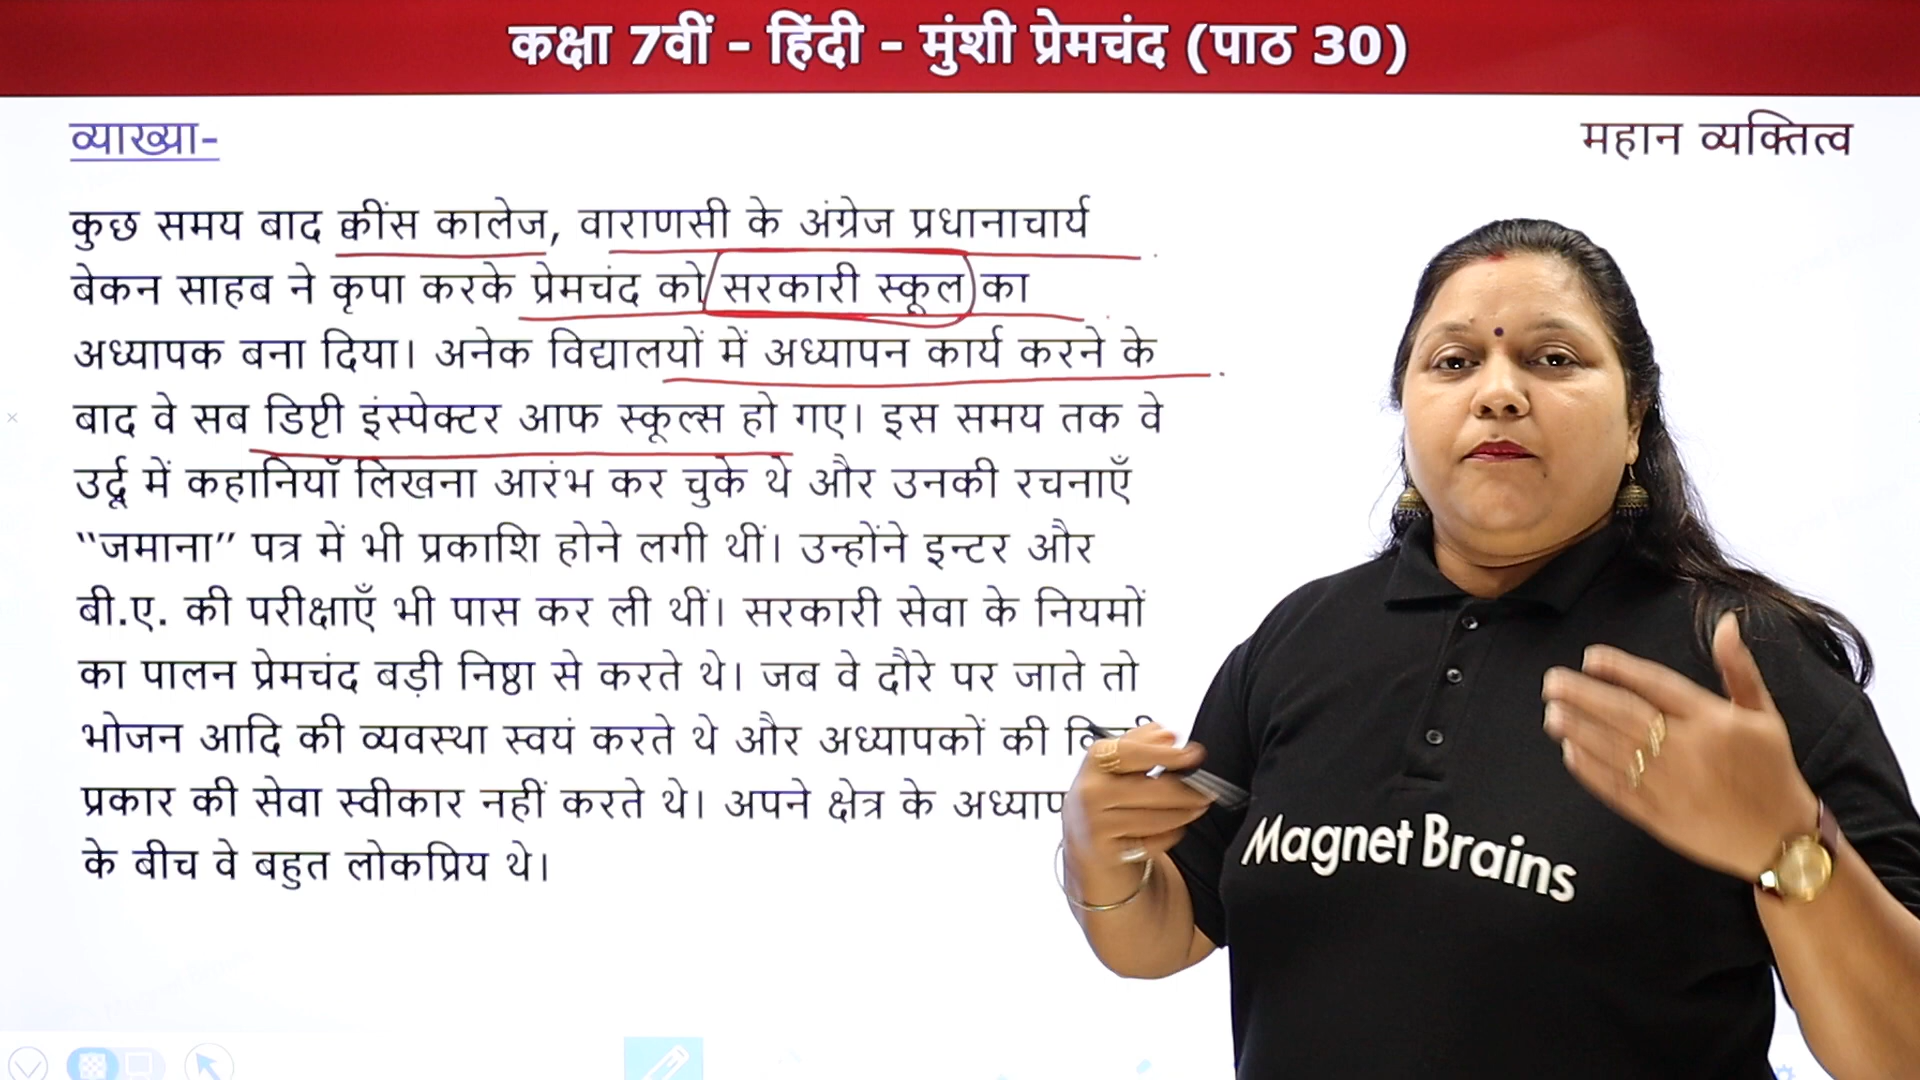 कक्षा 7वीं - हिंदी - मुंशी प्रेमचंद (पाठ 30)
व्याख्या-
महान व्यक्तित्व
कुछ समय बाद क्वींस कालेज, वाराणसी के अंग्रेज प्रधानाचार्य
बेकन साहब ने कृपा करके प्रेमचंद को सरकारी स्कूल का
अध्यापक बना दिया। अनेक विद्यालयों में अध्यापन कार्य करने के
बाद वे सब डिप्टी इंस्पेक्टर आफ स्कूल्स हो गए। इस समय तक वे
उर्दू में कहानियाँ लिखना आरंभ कर चुके थे और उनकी रचनाएँ
“जमाना” पत्र में भी प्रकाशि होने लगी थीं। उन्होंने इन्टर और
बी.ए. की परीक्षाएँ भी पास कर ली थीं। सरकारी सेवा के नियमों
का पालन प्रेमचंद बड़ी निष्ठा से करते थे। जब वे दौरे पर जाते तो
भोजन आदि की व्यवस्था स्वयं करते थे और अध्यापकों की
प्रकार की सेवा स्वीकार नहीं करते थे। अपने क्षेत्र के
के बीच वे बहुत लोकप्रिय थे।
Magnet Brains